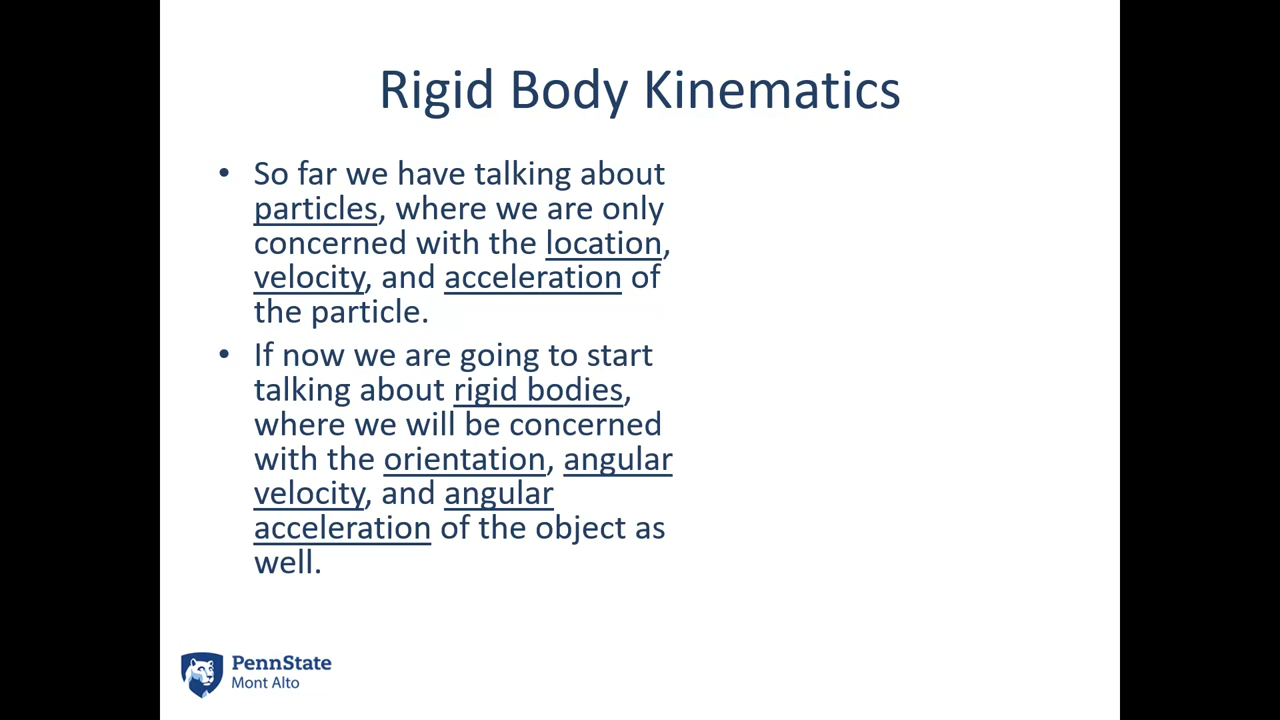 Rigid Body Kinematics
• So far we have talking about
particles, where we are only
concerned with the location,
velocity, and acceleration of
the particle.
• If now we are going to start
talking about rigid bodies,
where we will be concerned
with the orientation, angular
velocity, and angular
acceleration of the object as
well.
PennState
Mont Alto